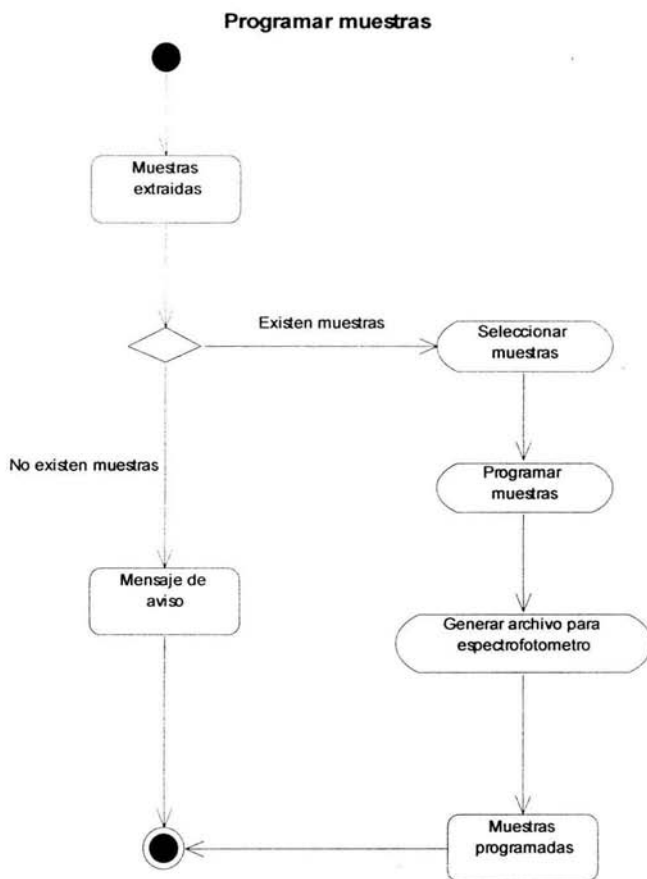 Programar muestras
Muestras
extraidas
Existen muestras
Seleccionar
muestras
No existen muestras
Programar
muestras
Mensaje de
aviso
Generar archivo para
espectrofotometro
Muestras
programadas